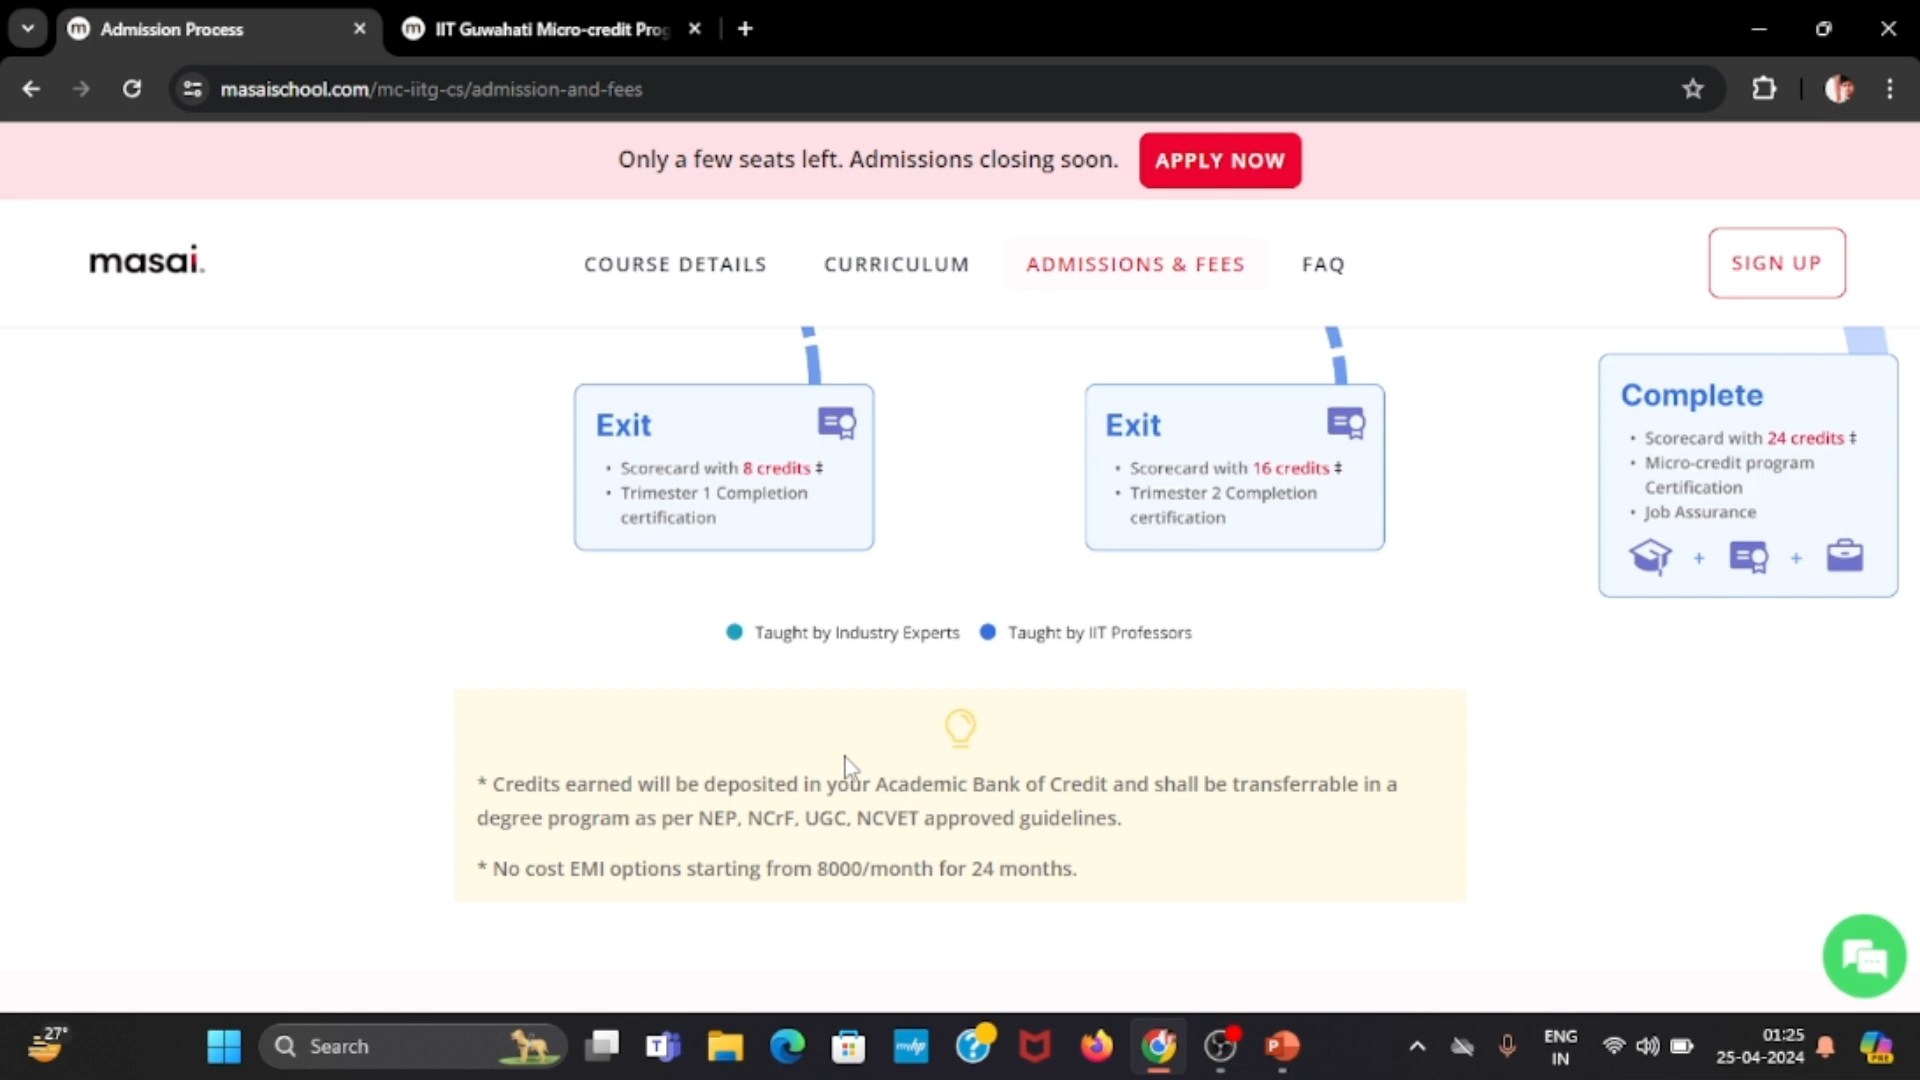 Admission Process
IIT Guwahati Micro-credit Prog
masaischool.com/mc-iitg-cs/admission-and-fees
Only a few seats left. Admissions closing soon.
APPLY NOW
masai.
COURSE DETAILS
CURRICULUM
ADMISSIONS & FEES
FAQ
SIGN UP
Exit
• Scorecard with 8 credits ‡
• Trimester 1 Completion
certification
Exit
• Scorecard with 16 credits ‡
• Trimester 2 Completion
certification
Complete
• Scorecard with 24 credits ‡
• Micro-credit program
Certification
• Job Assurance
+ +
Taught by Industry Experts
Taught by IIT Professors
* Credits earned will be deposited in your Academic Bank of Credit and shall be transferrable in a
degree program as per NEP, NCrF, UGC, NCVET approved guidelines.
* No cost EMI options starting from 8000/month for 24 months.
27°
Search
ENG
IN
01:25
25-04-2024